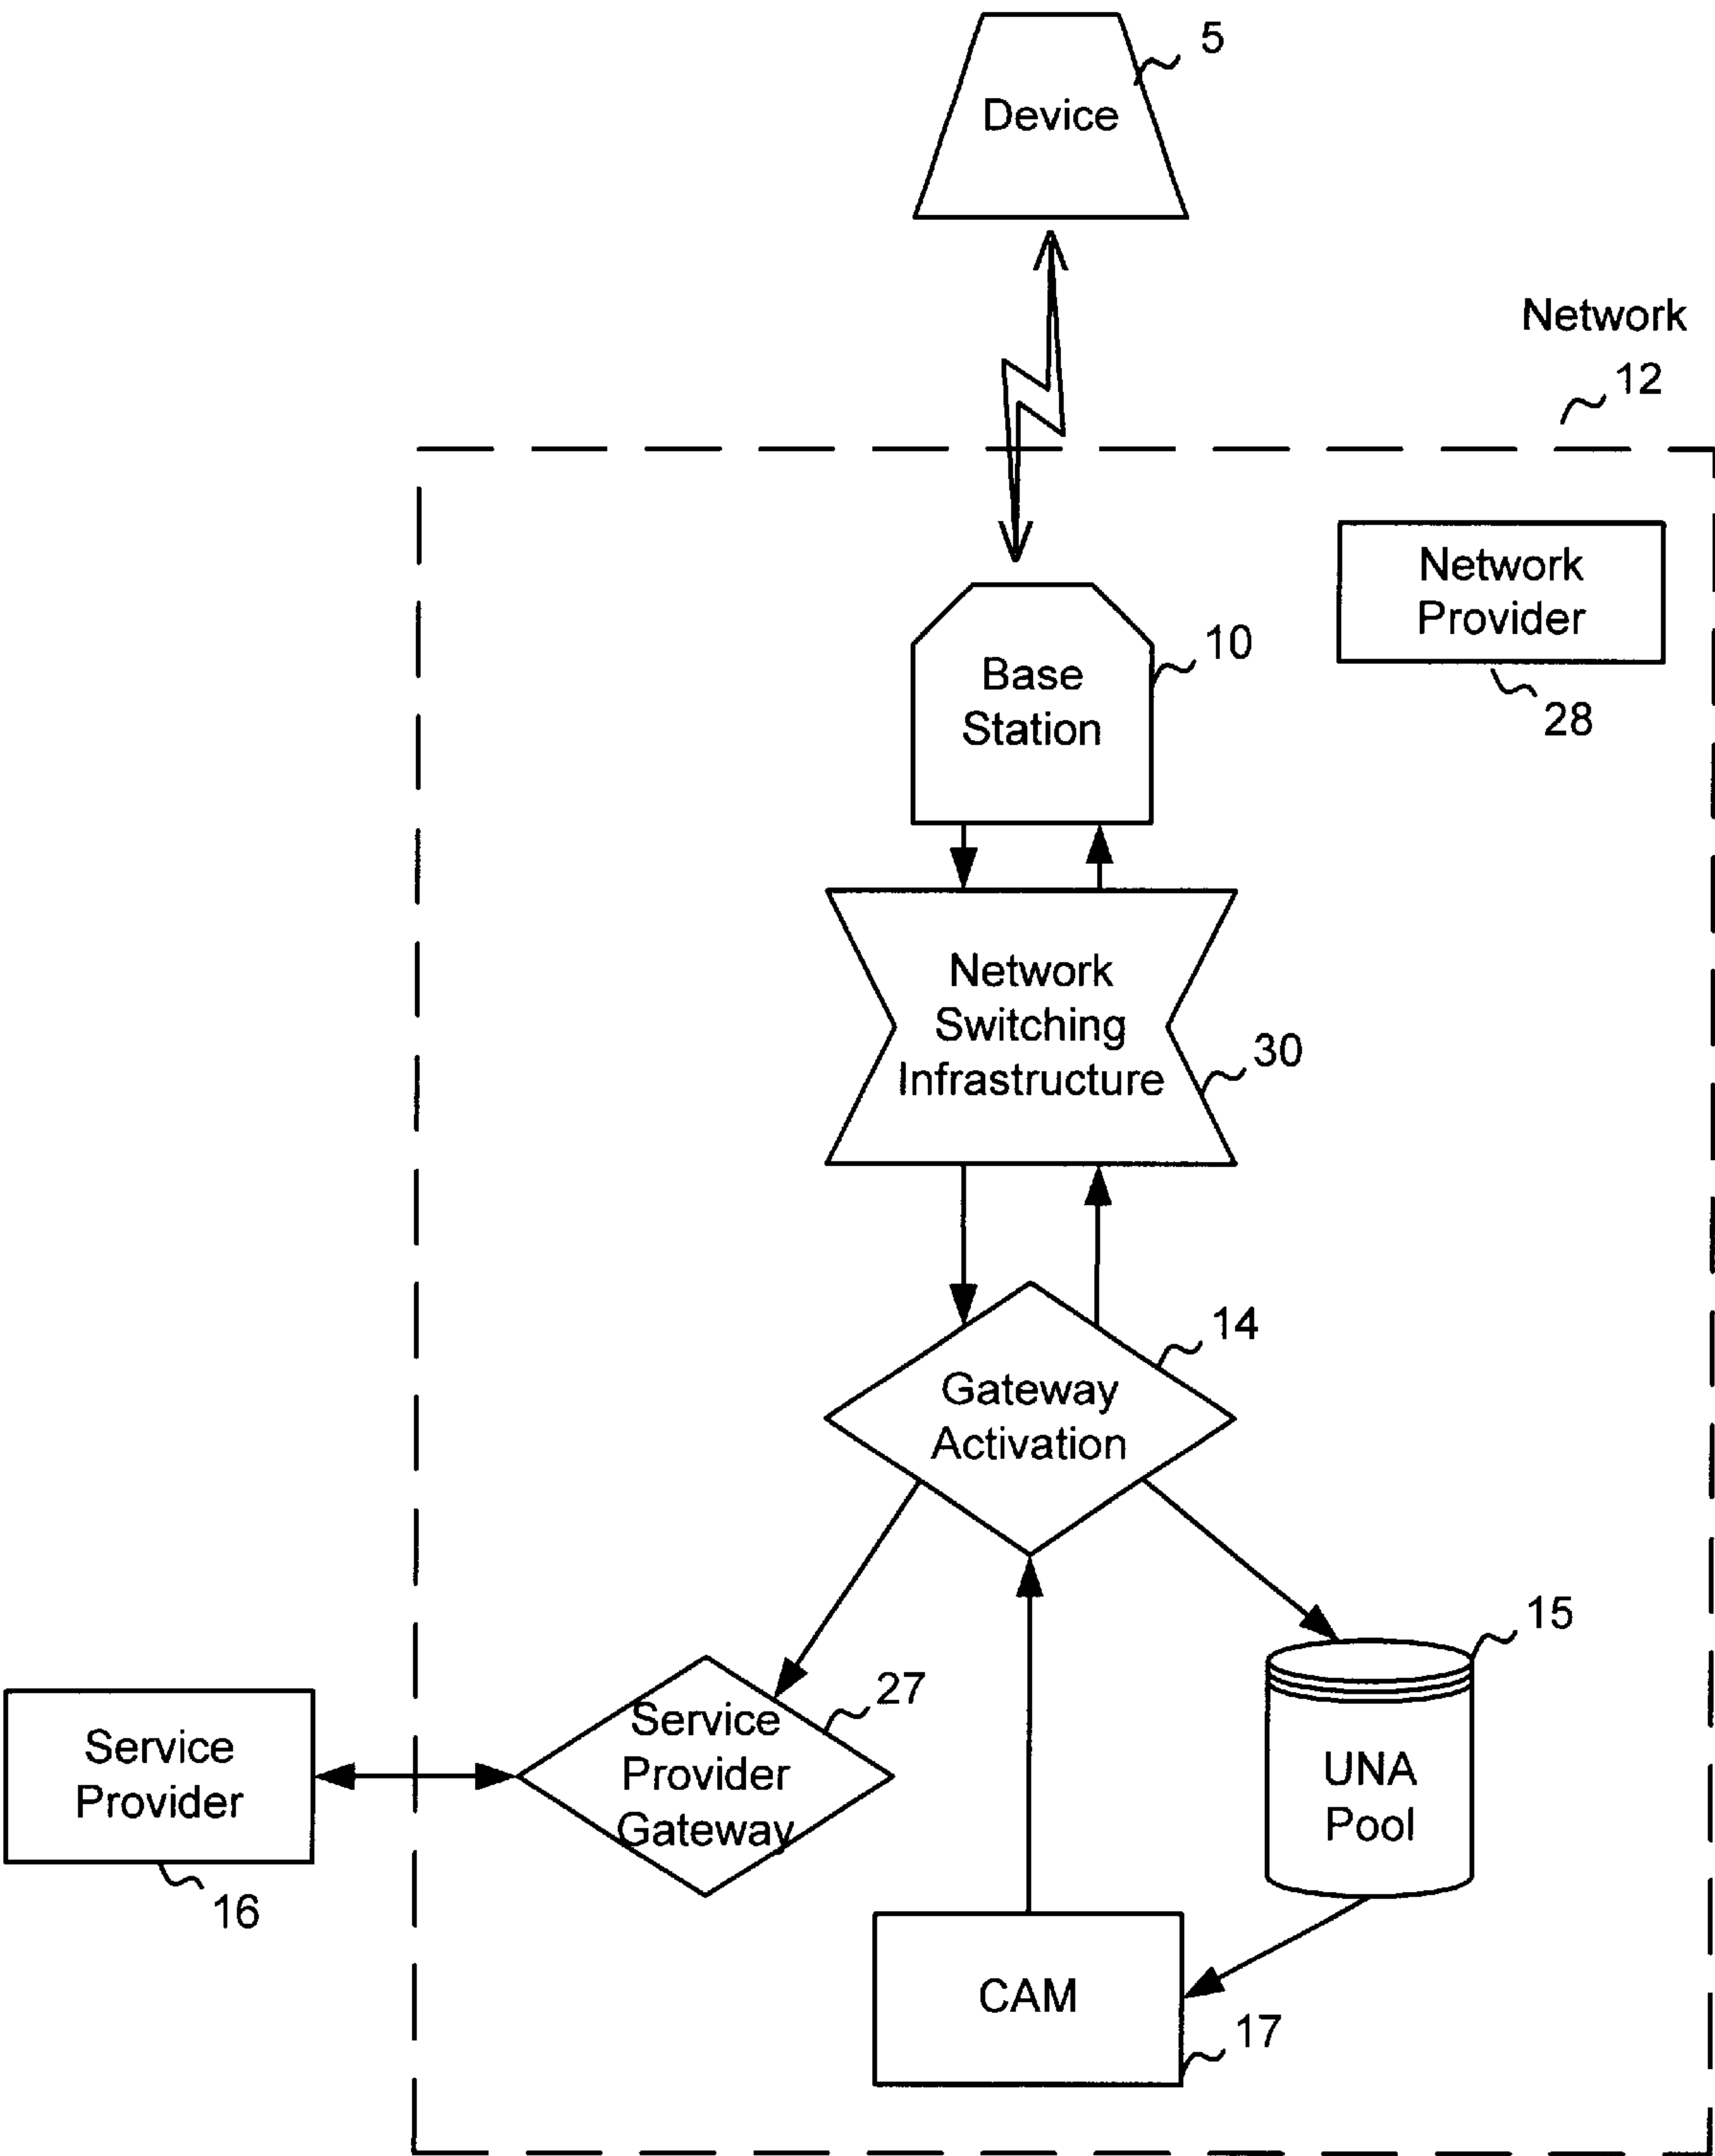 5
Device
Network
12
Network
Provider
28
Base
Station
10
Network
Switching
Infrastructure
30
14
Gateway
Activation
15
27
Service
Provider
Gateway
Service
Provider
16
UNA
Pool
CAM
17